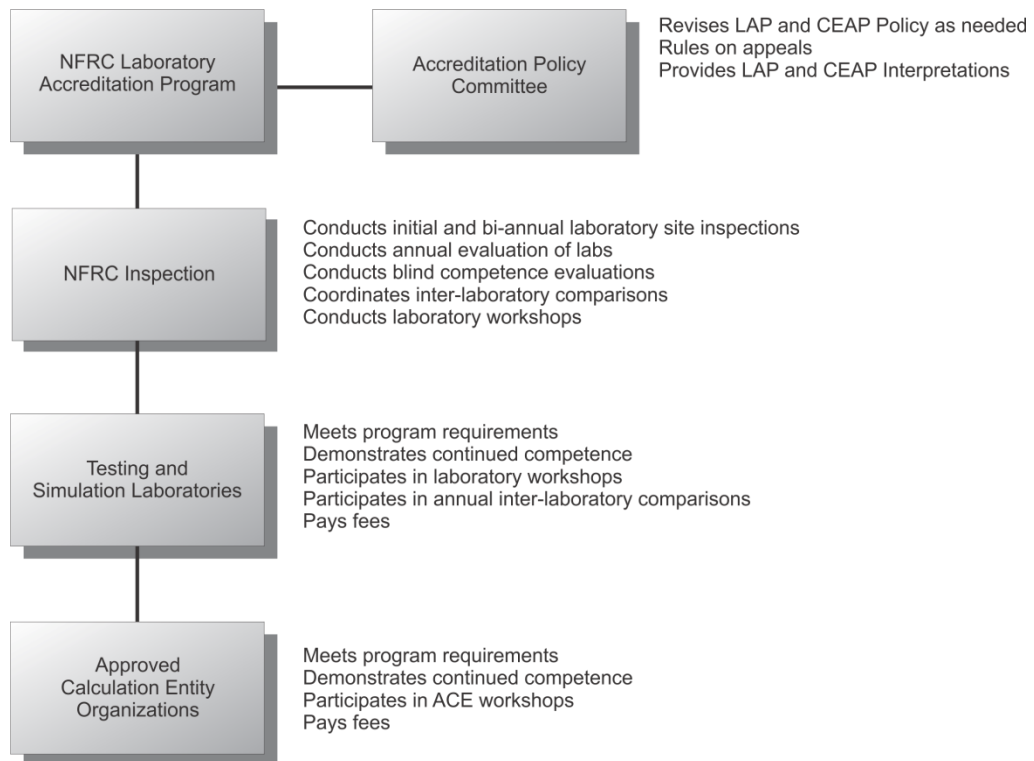 NFRC Laboratory
Accreditation Program
Accreditation Policy
Committee
Revises LAP and CEAP Policy as needed
Rules on appeals
Provides LAP and CEAP Interpretations
NFRC Inspection
Conducts initial and bi-annual laboratory site inspections
Conducts annual evaluation of labs
Conducts blind competence evaluations
Coordinates inter-laboratory comparisons
Conducts laboratory workshops
Testing and
Simulation Laboratories
Meets program requirements
Demonstrates continued competence
Participates in laboratory workshops
Participates in annual inter-laboratory comparisons
Pays fees
Approved
Calculation Entity
Organizations
Meets program requirements
Demonstrates continued competence
Participates in ACE workshops
Pays fees